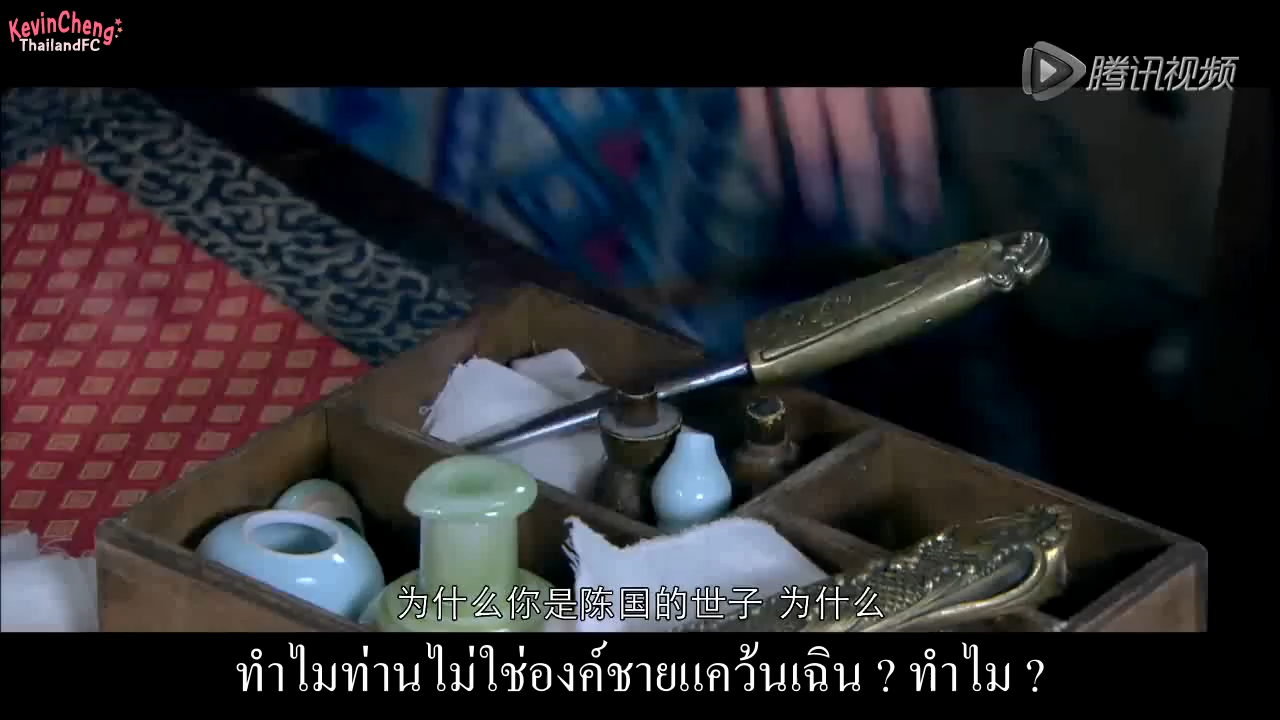 KevinCheng
ThailandFC
腾讯视频
为什么你是陈国的世子 为什么
ทำไมท่านไม่ใช่องค์ชายแคว้นเฉิน ? ทำไม ?